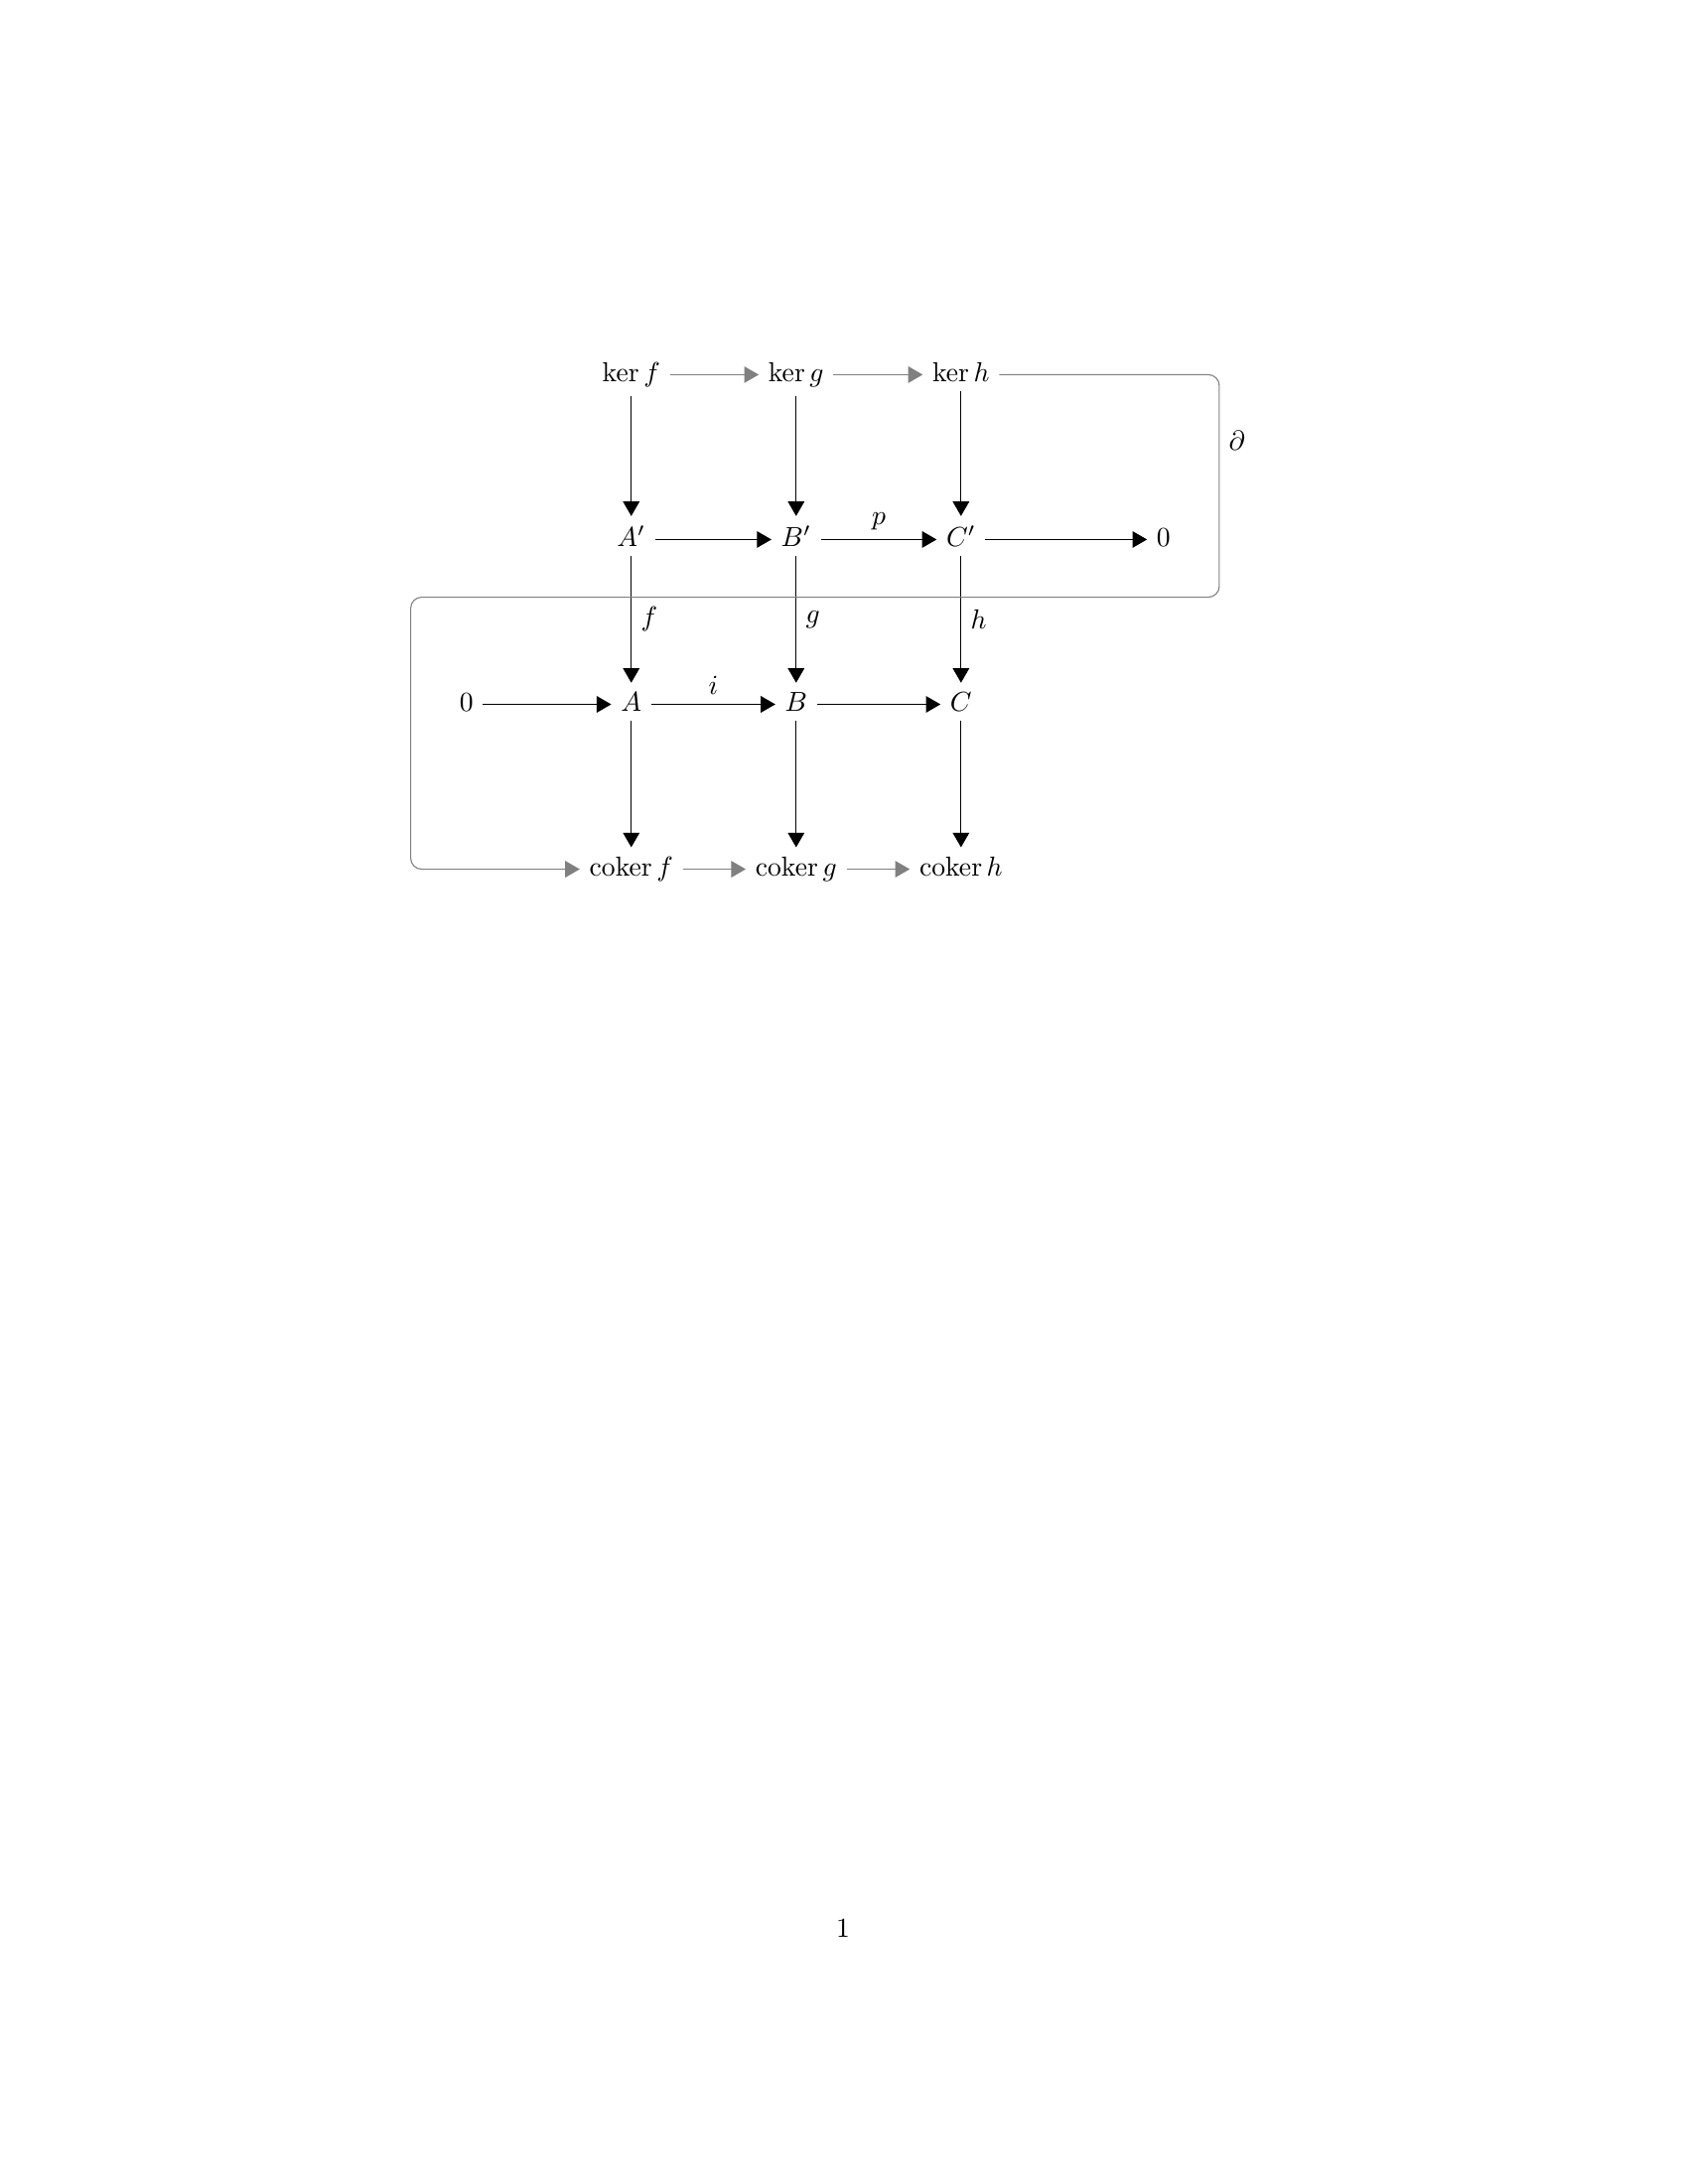 ker f ker g ker h
∂
p
A′ B′ C′ 0
f g h
i
0 A B C
coker f coker g coker h
1